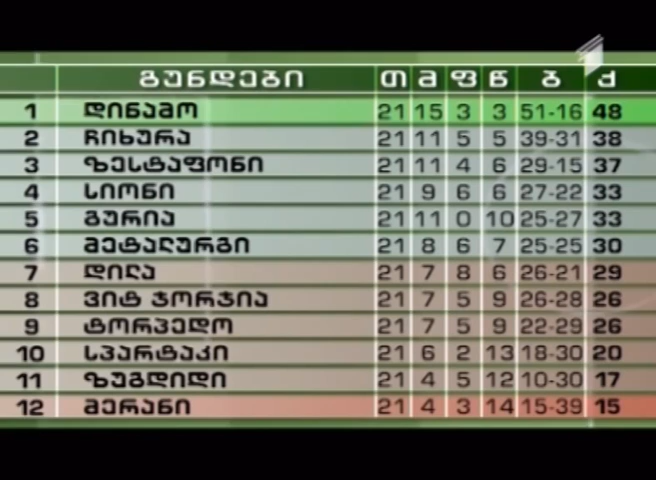 გუნდები თ მ ფ წ ბ ქ
1 დინამო 21 15 3 3 51-16 48
2 ჩიხურა 21 11 5 5 39-31 38
3 ზესტაფონი 21 11 4 6 29-15 37
4 სიონი 21 9 6 6 27-22 33
5 გურია 21 11 0 10 25-27 33
6 მეტალურგი 21 8 6 7 25-25 30
7 დილა 21 7 8 6 26-21 29
8 ვიტ ჯორჯია 21 7 5 9 26-28 26
9 ტორპედო 21 7 5 9 22-29 26
10 სპარტაკი 21 6 2 13 18-30 20
11 ზუგდიდი 21 4 5 12 10-30 17
12 მერანი 21 4 3 14 15-39 15